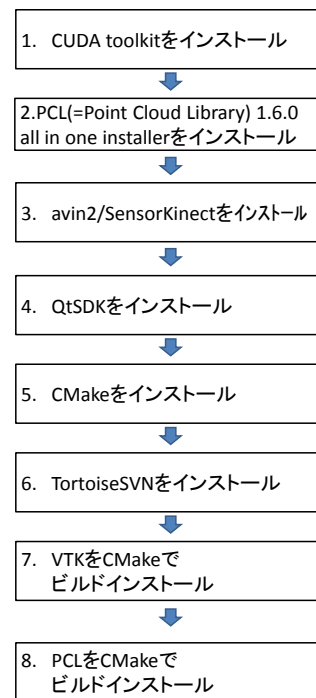 1. CUDA toolkitをインストール
2.PCL(=Point Cloud Library) 1.6.0
all in one installerをインストール
3. avin2/SensorKinectをインストール
4. QtSDKをインストール
5. CMakeをインストール
6. TortoiseSVNをインストール
7. VTKをCMakeで
ビルドインストール
8. PCLをCMakeで
ビルドインストール